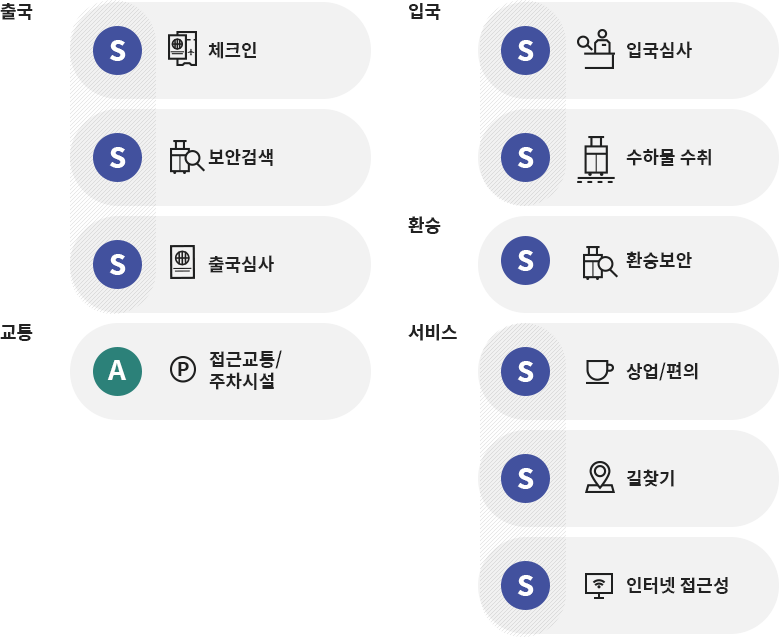 출국
S 체크인
S 보안검색
S 출국심사
교통
A P 접근교통/
주차시설
입국
S 입국심사
S 수하물 수취
환승
S 환승보안
서비스
S 상업/편의
S 길찾기
S 인터넷 접근성